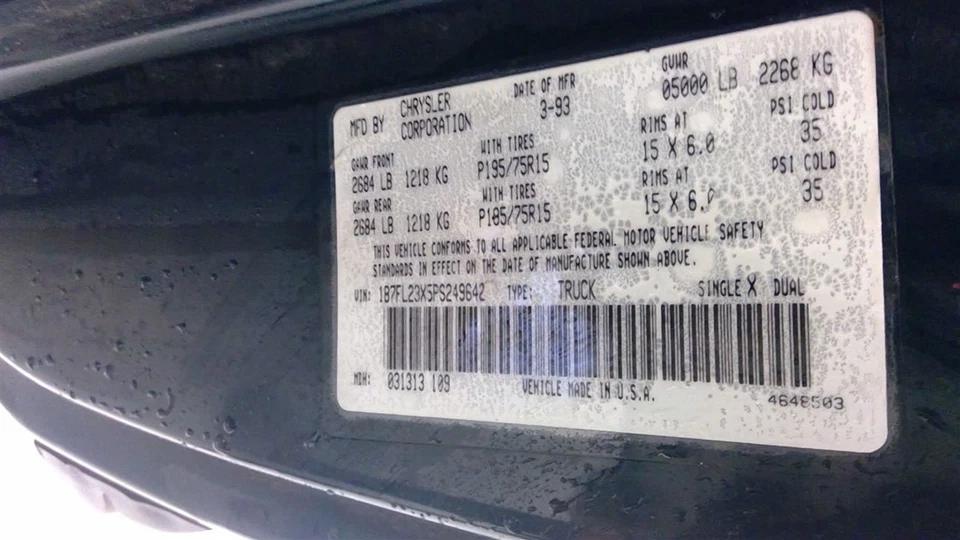 MFD BY CHRYSLER CORPORATION DATE OF MFR 3-93 GVWR 05000 LB 2268 KG
GAWR FRONT WITH TIRES RIMS AT PSI COLD
2684 LB 1218 KG P195/75R15 15 X 6.0 35
GAWR REAR WITH TIRES RIMS AT PSI COLD
2684 LB 1218 KG P195/75R15 15 X 6.0 35
THIS VEHICLE CONFORMS TO ALL APPLICABLE FEDERAL MOTOR VEHICLE SAFETY
STANDARDS IN EFFECT ON THE DATE OF MANUFACTURE SHOWN ABOVE.
VIN: 1B7FL23X5PS249642 TYPE: TRUCK SINGLE X DUAL
MDH: 031313 109 VEHICLE MADE IN U.S.A.
4648503